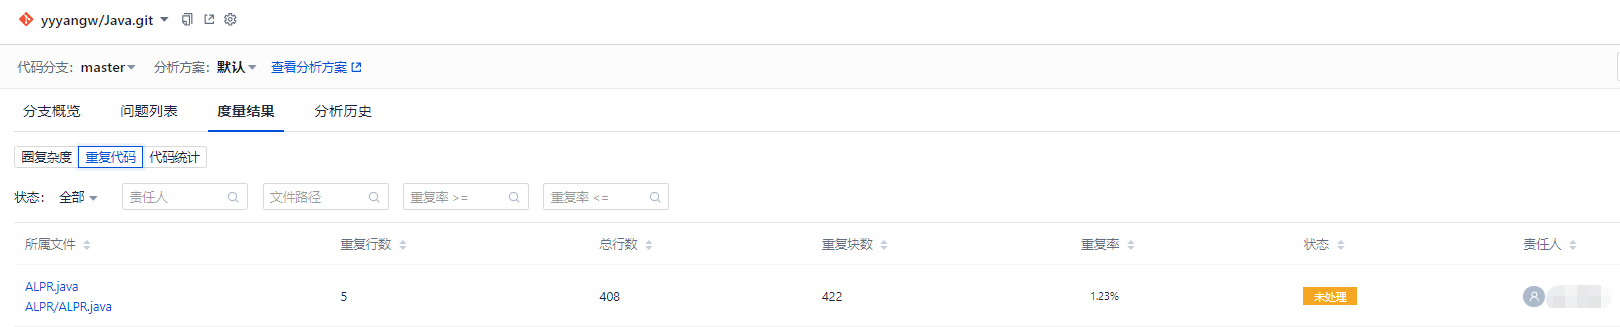 yyyangw/Java.git
代码分支： master 分析方案： 默认 查看分析方案
分支概览 问题列表 度量结果 分析历史
圈复杂度 重复代码 代码统计
状态： 全部 责任人 文件路径 重复率 >= 重复率 <=
所属文件 重复行数 总行数 重复块数 重复率 状态 责任人
ALPR.java
ALPR/ALPR.java 5 408 422 1.23% 未处理